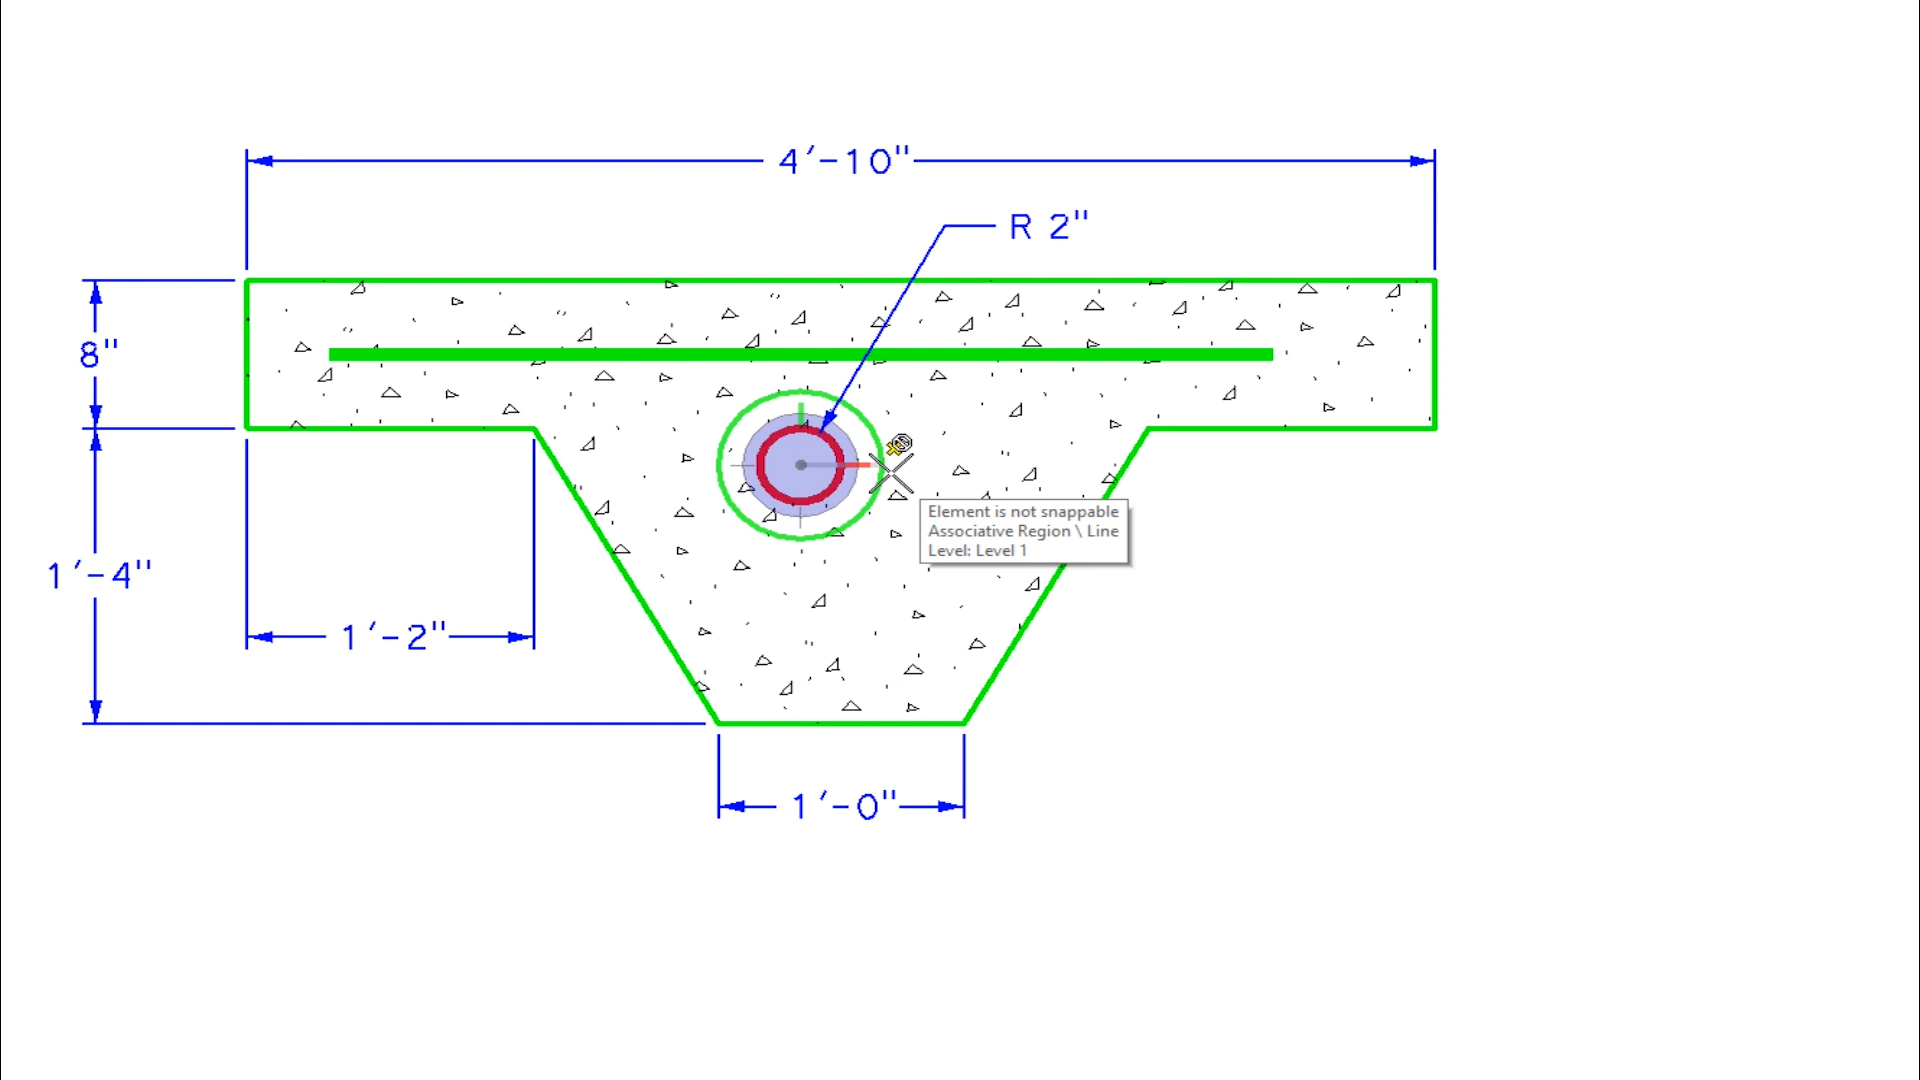 4'-10"
R 2"
8"
Element is not snappable
Associative Region \ Line
Level: Level 1
1'-4"
1'-2"
1'-0"